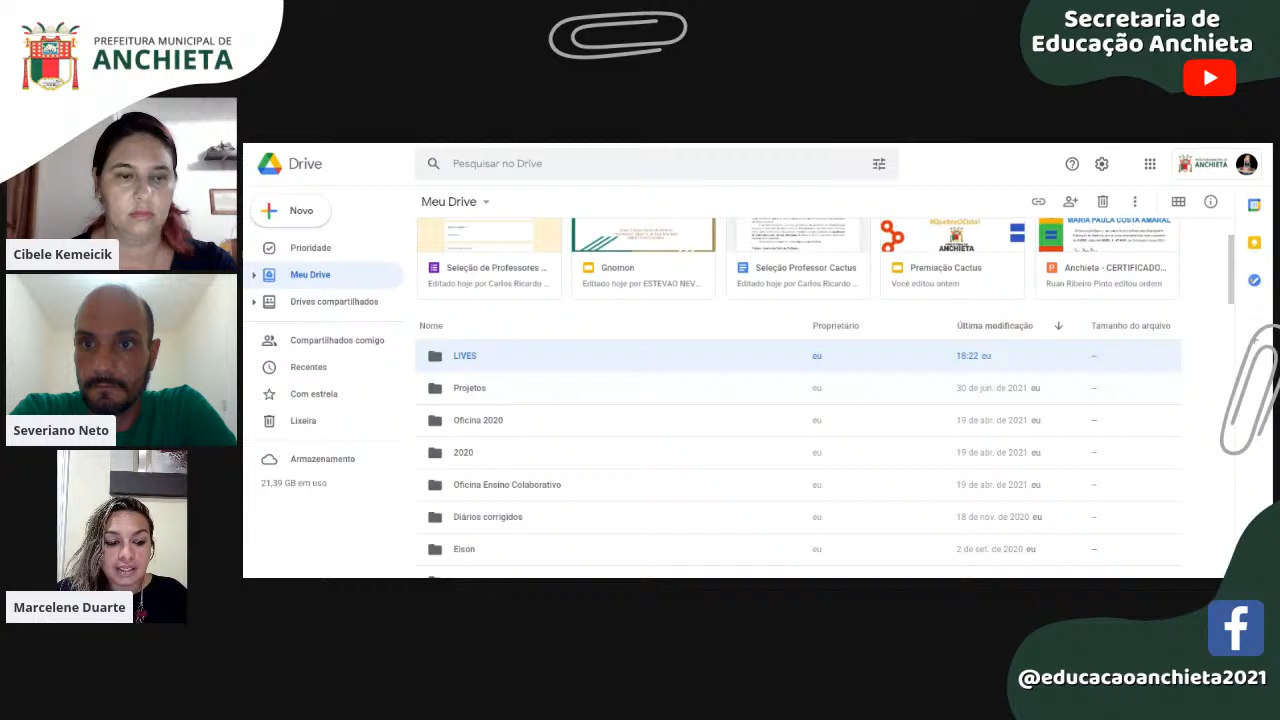 PREFEITURA MUNICIPAL DE
ANCHIETA
Secretaria de
Educação Anchieta
Cibele Kemeicik
Severiano Neto
Marcelene Duarte
Drive
Pesquisar no Drive
PREFEITURA MUNICIPAL DE
ANCHIETA
Novo
Prioridade
Meu Drive
Drives compartilhados
Compartilhados comigo
Recentes
Com estrela
Lixeira
Armazenamento
21,39 GB em uso
Meu Drive
#QuebreOCiclo!
ANCHIETA
MARIA PAULA COSTA AMARAL
Seleção de Professores ...
Editado hoje por Carlos Ricardo ...
Gnomon
Editado hoje por ESTEVAO NEV...
Seleção Professor Cactus
Editado hoje por Carlos Ricardo ...
Premiação Cactus
Você editou ontem
Anchieta - CERTIFICADO...
Ruan Ribeiro Pinto editou ontem
Nome Proprietário Última modificação Tamanho do arquivo
LIVES eu 18:22 eu —
Projetos eu 30 de jun. de 2021 eu —
Oficina 2020 eu 19 de abr. de 2021 eu —
2020 eu 19 de abr. de 2021 eu —
Oficina Ensino Colaborativo eu 19 de abr. de 2021 eu —
Diários corrigidos eu 18 de nov. de 2020 eu —
Elson eu 2 de set. de 2020 eu —
@educacaoanchieta2021